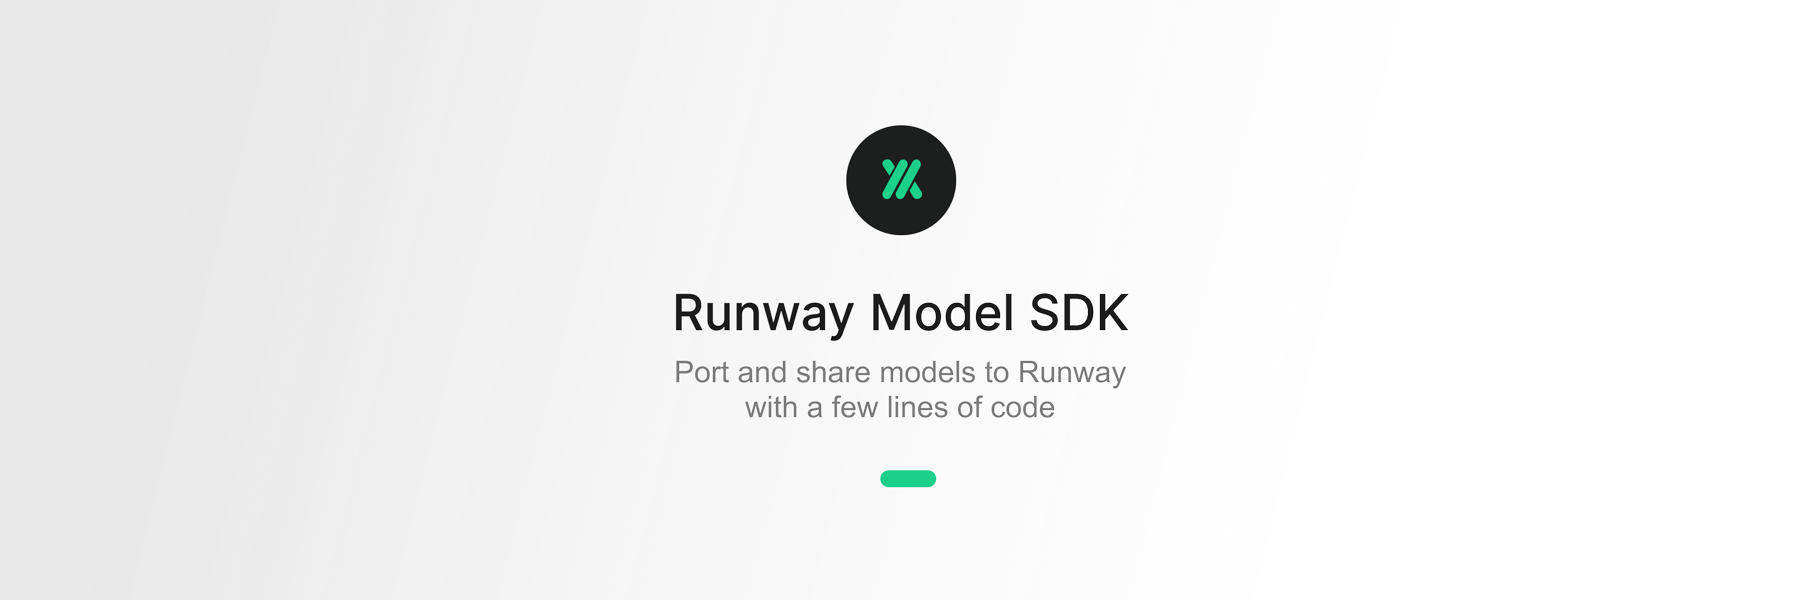 Runway Model SDK
Port and share models to Runway
with a few lines of code